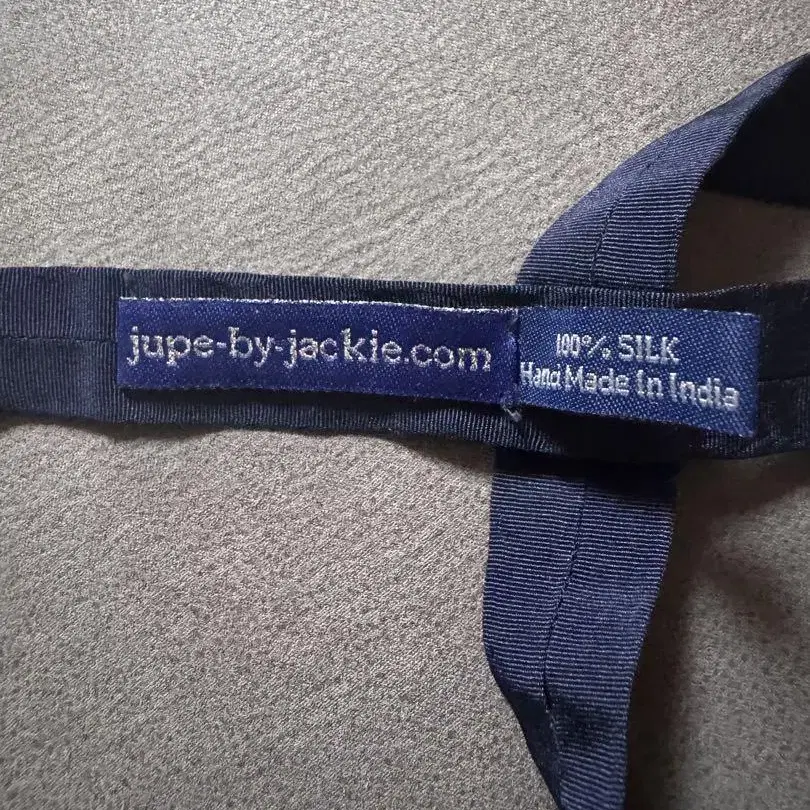 jupe-by-jackie.com
100% SILK
Hand Made In India